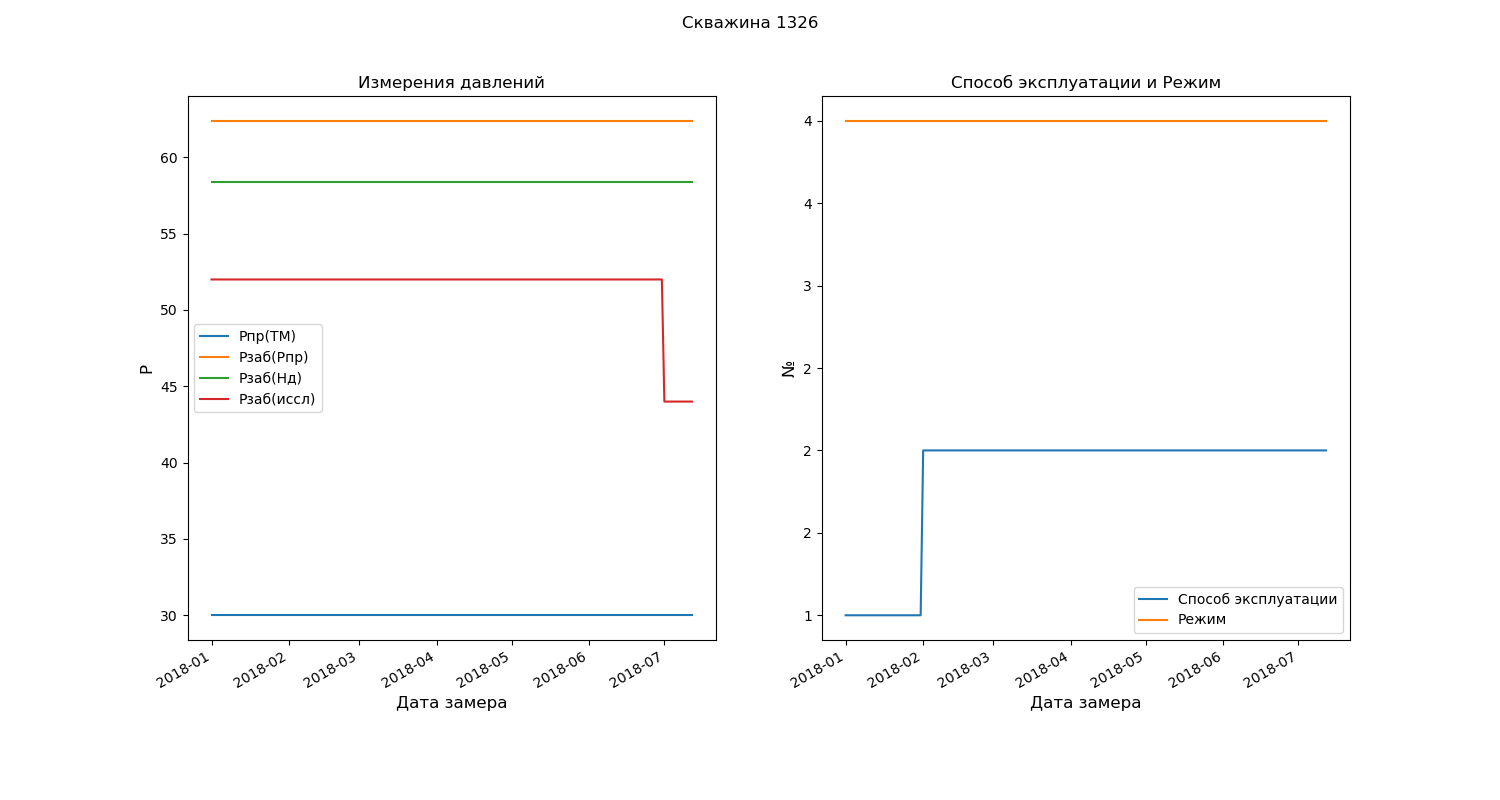 Скважина 1326
Измерения давлений
60
55
50
45
40
35
30
P
Pпр(ТМ)
Pзаб(Pпр)
Pзаб(Нд)
Pзаб(иссл)
2018-01
2018-02
2018-03
2018-04
2018-05
2018-06
2018-07
Дата замера
Способ эксплуатации и Режим
4
4
3
2
2
2
1
№
Способ эксплуатации
Режим
2018-01
2018-02
2018-03
2018-04
2018-05
2018-06
2018-07
Дата замера